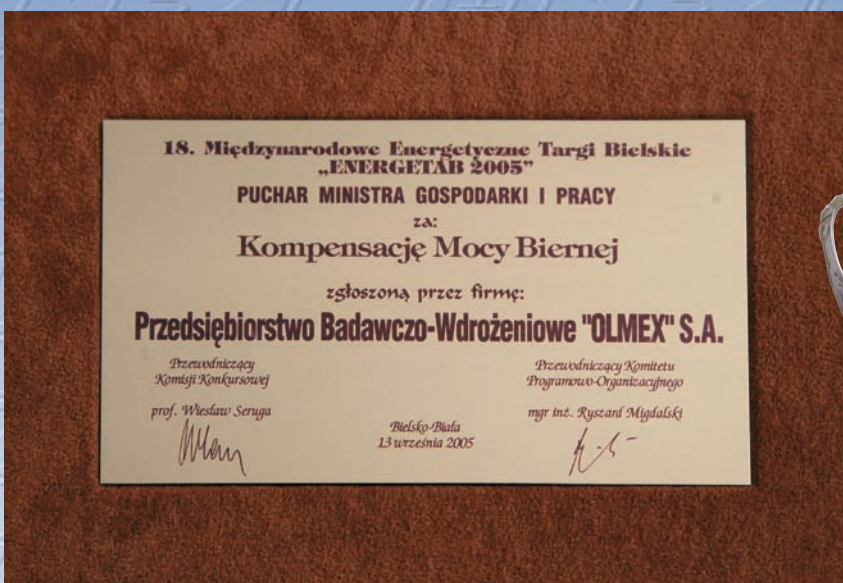 18. Międzynarodowe Energetyczne Targi Bielskie
„ENERGETAB 2005”
PUCHAR MINISTRA GOSPODARKI I PRACY
za:
Kompensację Mocy Biernej
zgłoszoną przez firmę:
Przedsiębiorstwo Badawczo-Wdrożeniowe "OLMEX" S.A.
Przewodniczący
Komisji Konkursowej
prof. Wiesław Seruga
Przewodniczący Komitetu
Programowo-Organizacyjnego
mgr inż. Ryszard Migdalski
Bielsko-Biała
13 września 2005